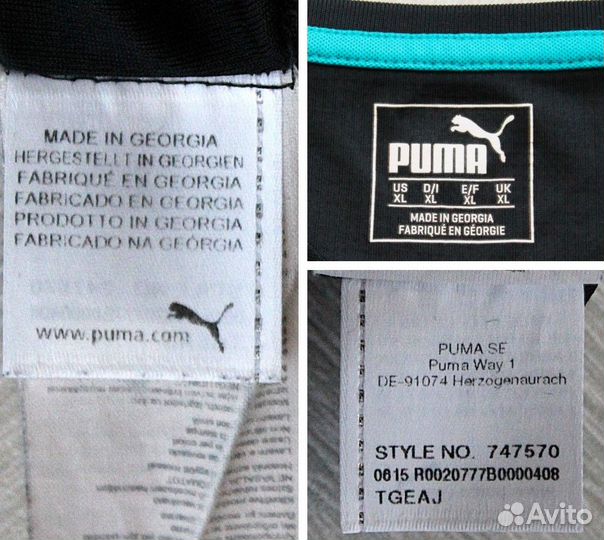 MADE IN GEORGIA
HERGESTELLT IN GEORGIEN
FABRIQUÉ EN GEORGIA
FABRICADO EN GEORGIA
PRODOTTO IN GEORGIA
FABRICADO NA GEÓRGIA
www.puma.com
PUMA
US D/I E/F UK
XL XL XL XL
MADE IN GEORGIA
FABRIQUÉ EN GÉORGIE
PUMA SE
Puma Way 1
DE-91074 Herzogenaurach
STYLE NO. 747570
0615 R0020777B0000408
TGEAJ
Avito